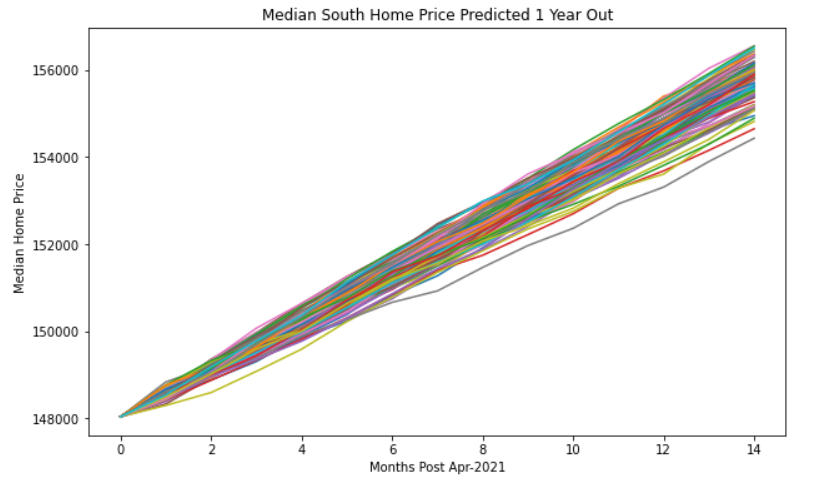 Median South Home Price Predicted 1 Year Out
156000
154000
152000
150000
148000
Median Home Price
0 2 4 6 8 10 12 14
Months Post Apr-2021